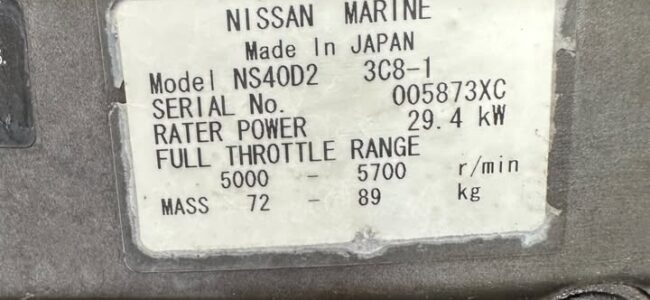 NISSAN MARINE
Made In JAPAN
Model NS40D2 3C8-1
SERIAL No. 005873XC
RATER POWER 29.4 kW
FULL THROTTLE RANGE
5000 - 5700 r/min
MASS 72 - 89 kg